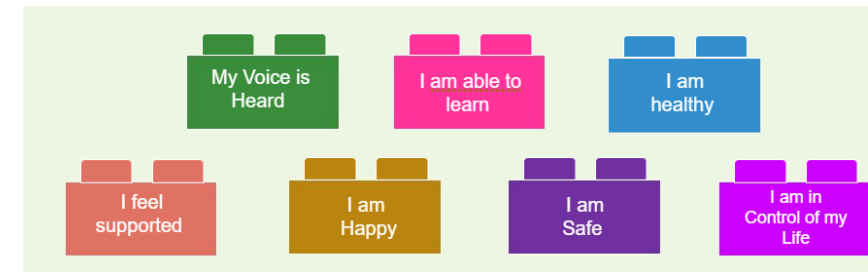 My Voice is
Heard
I am able to
learn
I am
healthy
I feel
supported
I am
Happy
I am
Safe
I am in
Control of my
Life